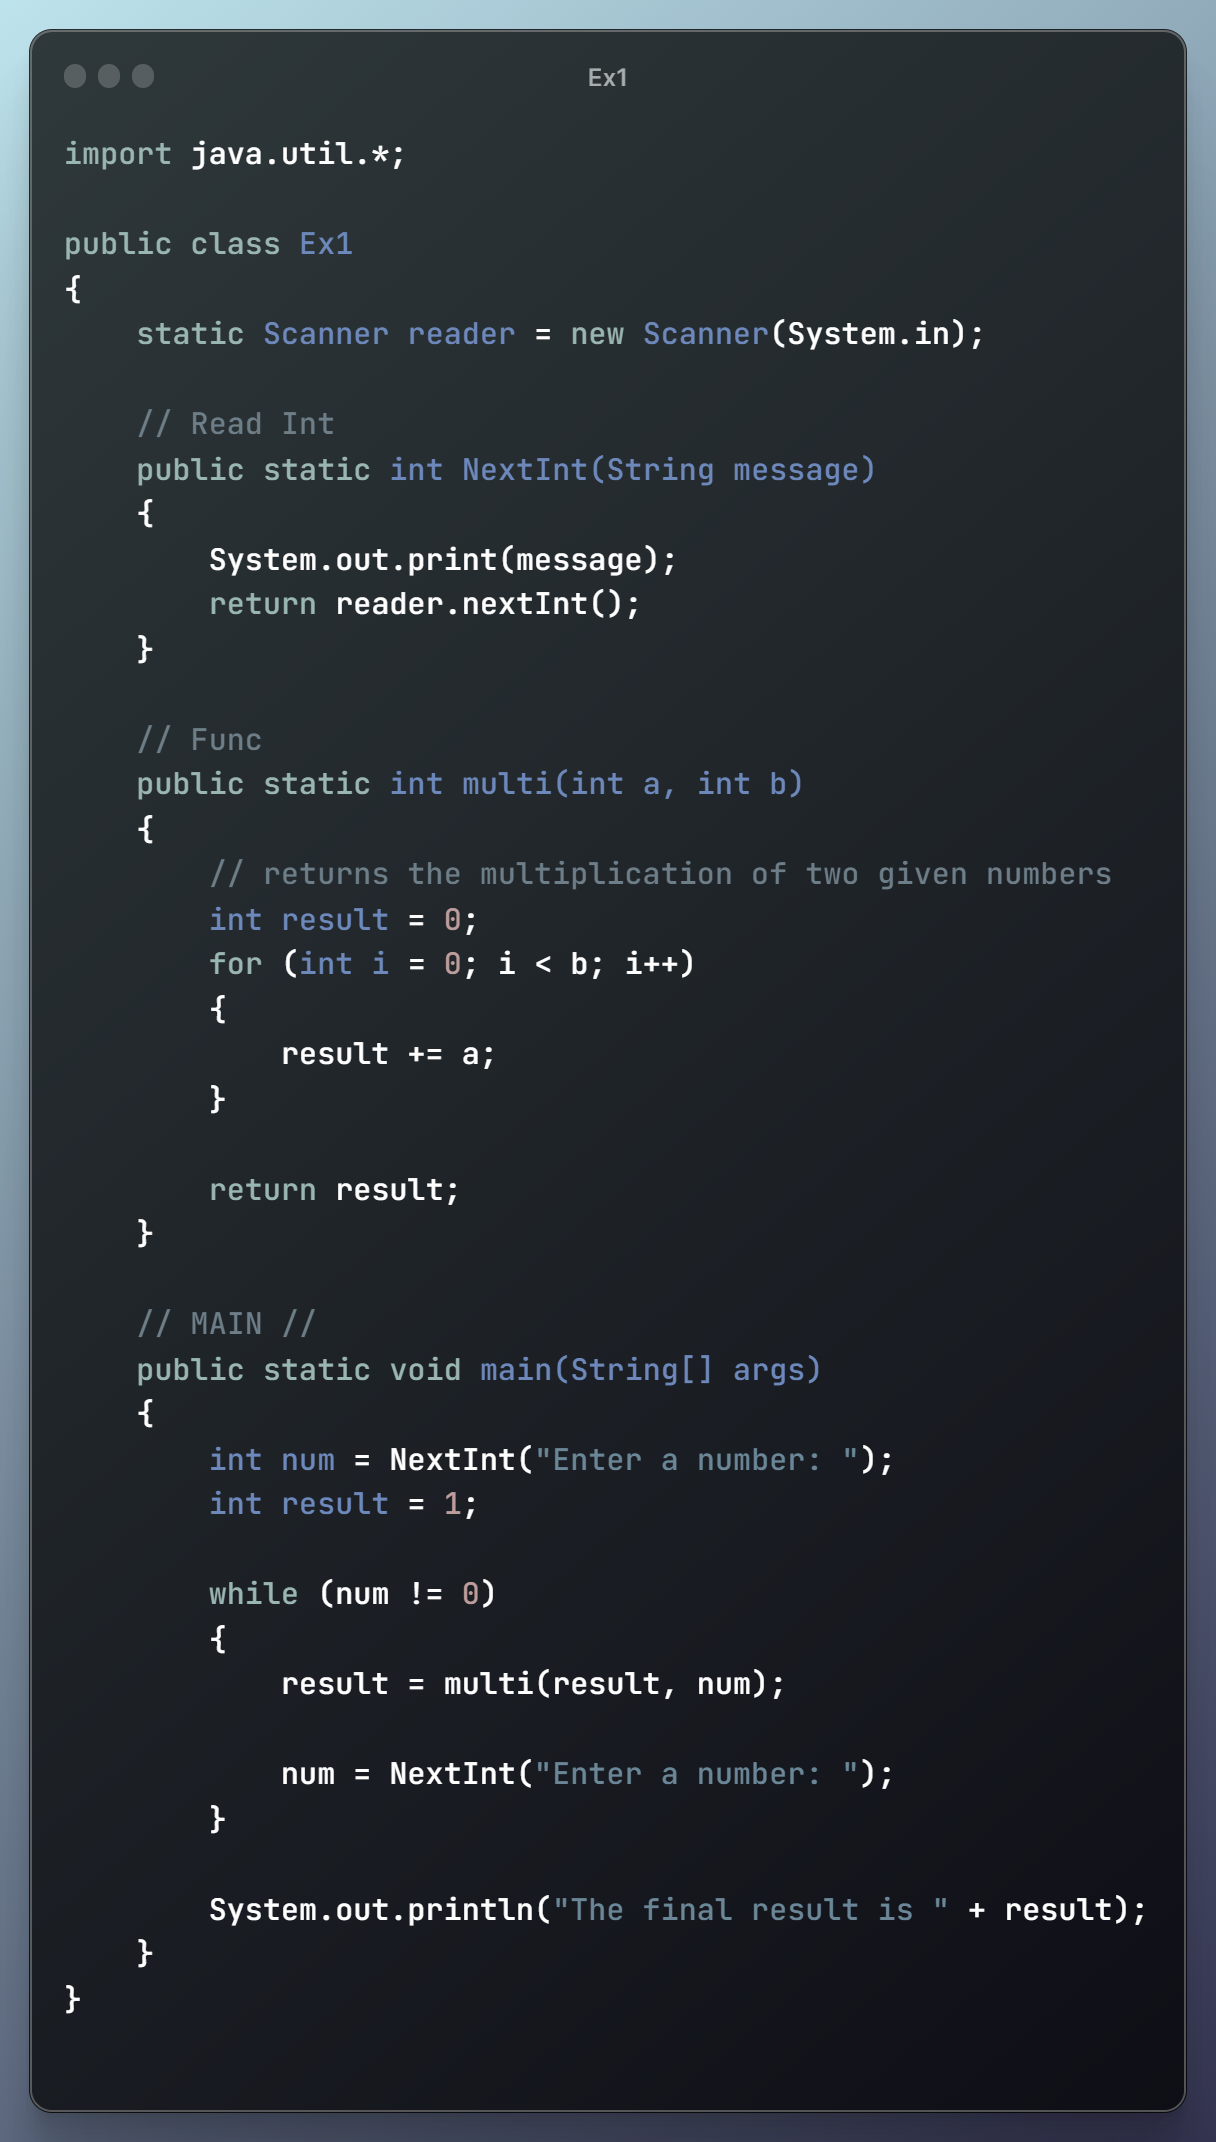 Ex1
import java.util.*;
public class Ex1
{
    static Scanner reader = new Scanner(System.in);
    // Read Int
    public static int NextInt(String message)
    {
        System.out.print(message);
        return reader.nextInt();
    }
    // Func
    public static int multi(int a, int b)
    {
        // returns the multiplication of two given numbers
        int result = 0;
        for (int i = 0; i < b; i++)
        {
            result += a;
        }
        return result;
    }
    // MAIN //
    public static void main(String[] args)
    {
        int num = NextInt("Enter a number: ");
        int result = 1;
        while (num != 0)
        {
            result = multi(result, num);
            num = NextInt("Enter a number: ");
        }
        System.out.println("The final result is " + result);
    }
}